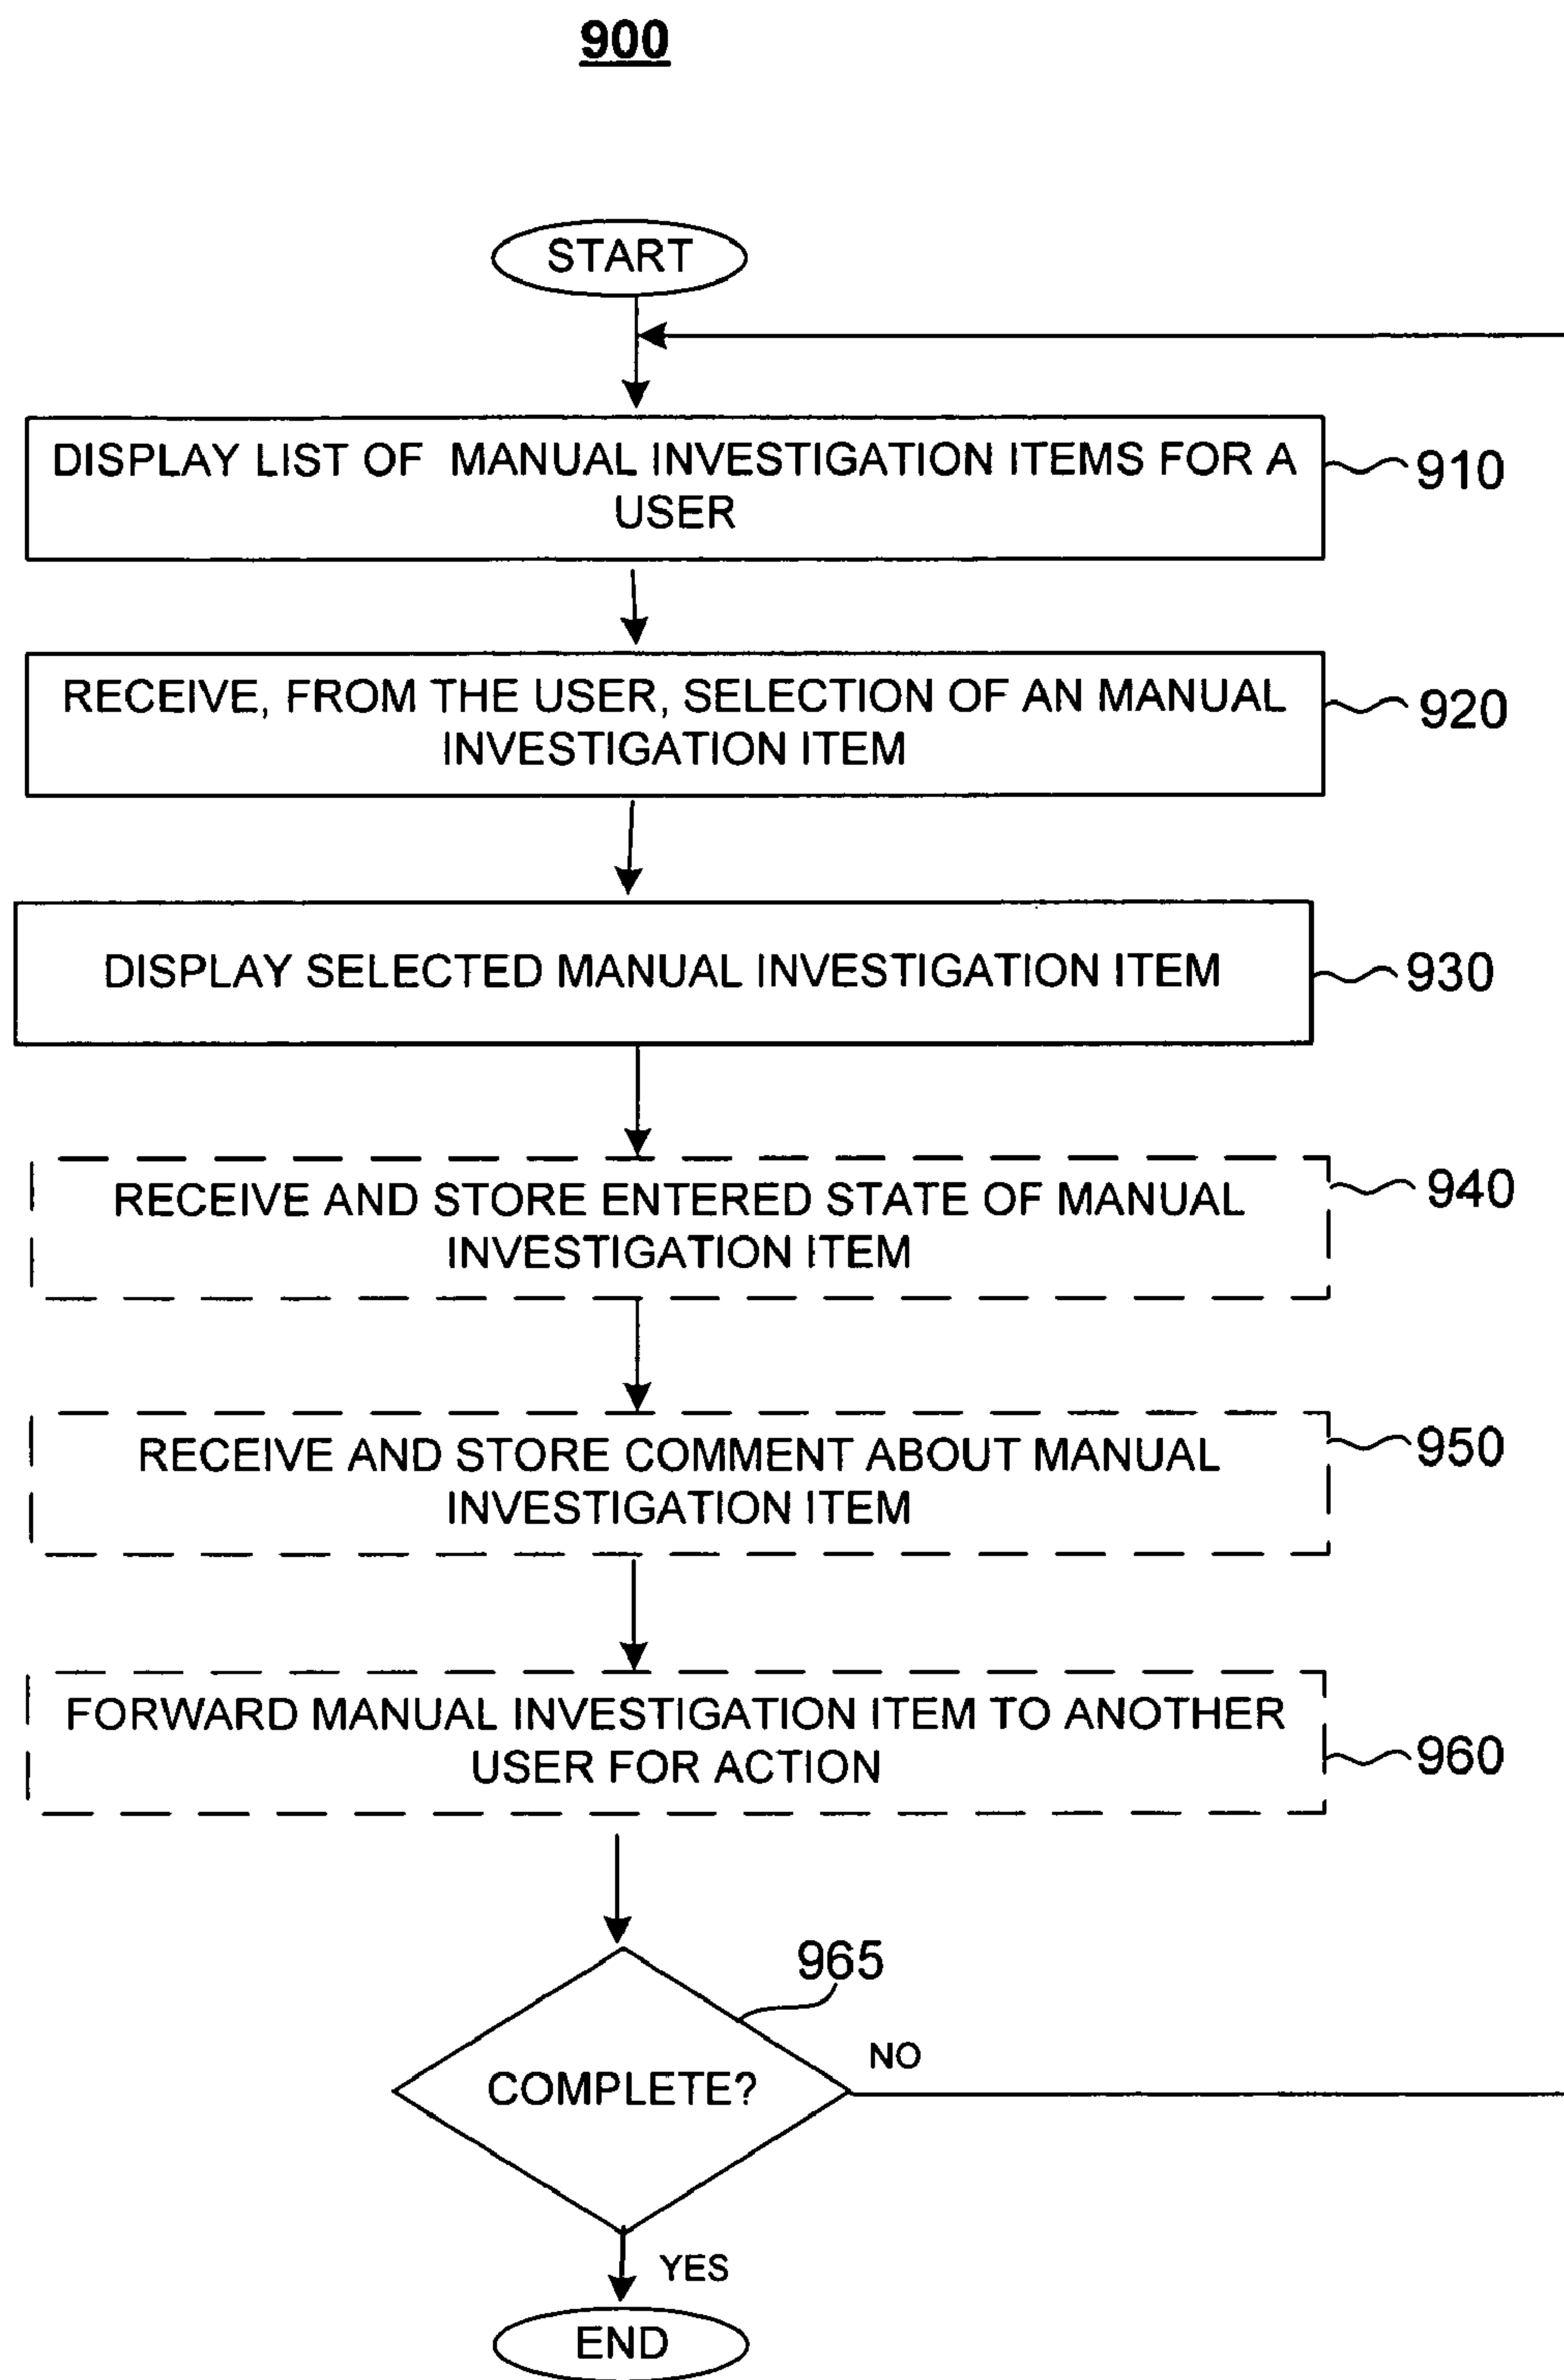 900
START
DISPLAY LIST OF MANUAL INVESTIGATION ITEMS FOR A
USER
910
RECEIVE, FROM THE USER, SELECTION OF AN MANUAL
INVESTIGATION ITEM
920
DISPLAY SELECTED MANUAL INVESTIGATION ITEM
930
RECEIVE AND STORE ENTERED STATE OF MANUAL
INVESTIGATION ITEM
940
RECEIVE AND STORE COMMENT ABOUT MANUAL
INVESTIGATION ITEM
950
FORWARD MANUAL INVESTIGATION ITEM TO ANOTHER
USER FOR ACTION
960
965
COMPLETE?
NO
YES
END